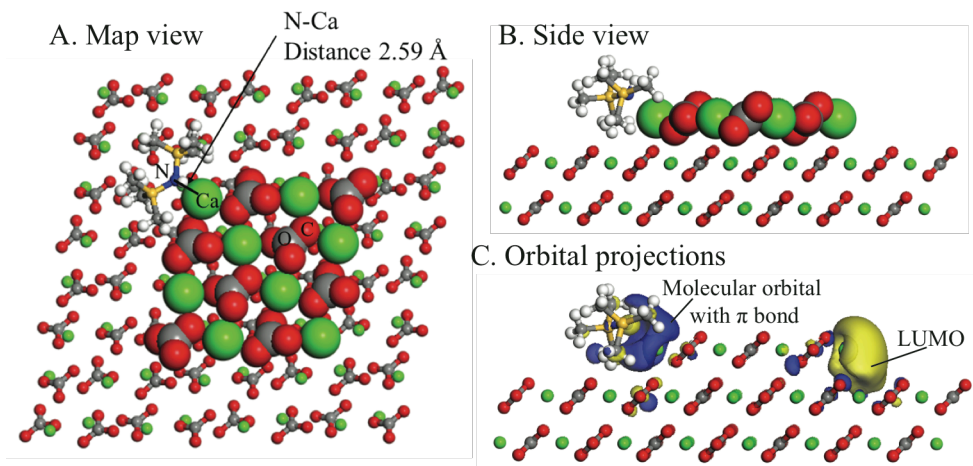 A. Map view
N-Ca
Distance 2.59 Å
N
Ca
O
C
B. Side view
C. Orbital projections
Molecular orbital
with π bond
LUMO